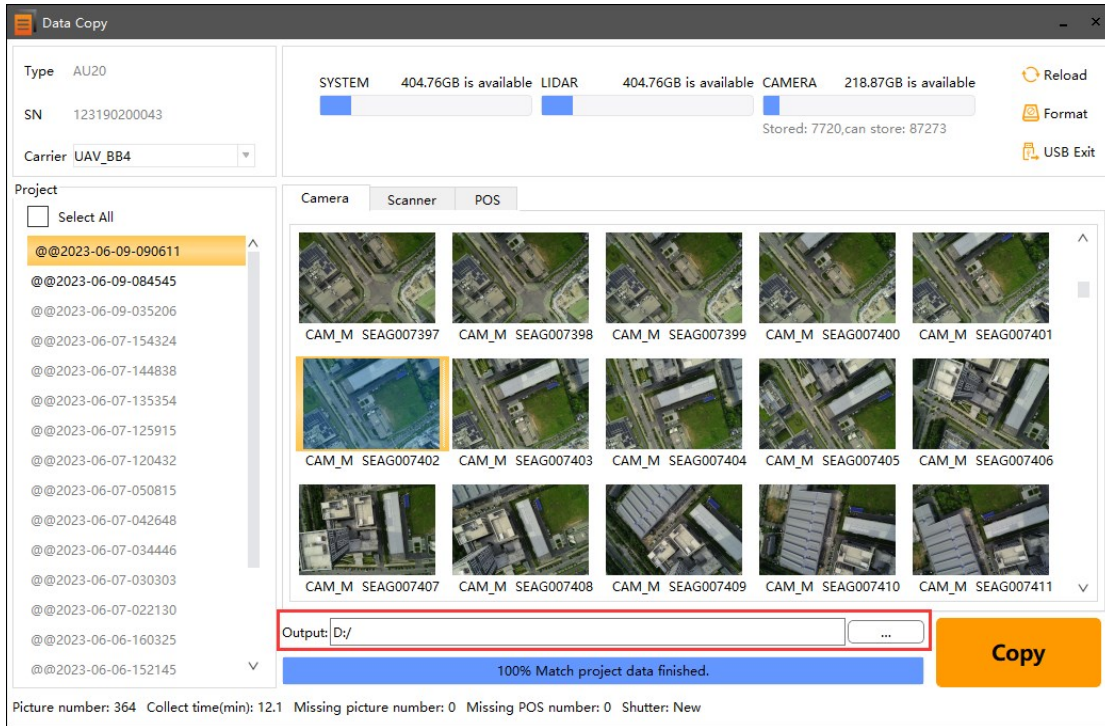 Data Copy
Type AU20
SN 123190200043
Carrier UAV_BB4
SYSTEM 404.76GB is available LIDAR 404.76GB is available CAMERA 218.87GB is available
Stored: 7720,can store: 87273
Reload
Format
USB Exit
Project
Select All
@@2023-06-09-090611
@@2023-06-09-084545
@@2023-06-09-035206
@@2023-06-07-154324
@@2023-06-07-144838
@@2023-06-07-135354
@@2023-06-07-125915
@@2023-06-07-120432
@@2023-06-07-050815
@@2023-06-07-042648
@@2023-06-07-034446
@@2023-06-07-030303
@@2023-06-07-022130
@@2023-06-06-160325
@@2023-06-06-152145
Camera Scanner POS
CAM_M SEAG007397 CAM_M SEAG007398 CAM_M SEAG007399 CAM_M SEAG007400 CAM_M SEAG007401
CAM_M SEAG007402 CAM_M SEAG007403 CAM_M SEAG007404 CAM_M SEAG007405 CAM_M SEAG007406
CAM_M SEAG007407 CAM_M SEAG007408 CAM_M SEAG007409 CAM_M SEAG007410 CAM_M SEAG007411
Output: D:/ ...
100% Match project data finished.
Copy
Picture number: 364 Collect time(min): 12.1 Missing picture number: 0 Missing POS number: 0 Shutter: New